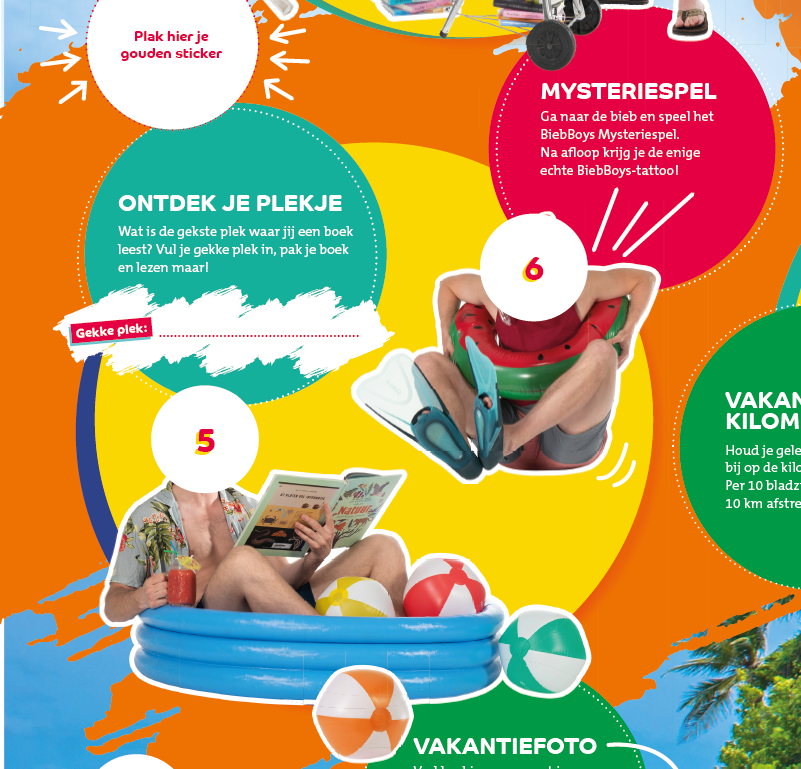 Plak hier je
gouden sticker
MYSTERIESPEL
Ga naar de bieb en speel het
BiebBoys Mysteriespel.
Na afloop krijg je de enige
echte BiebBoys-tattoo!
ONTDEK JE PLEKJE
Wat is de gekste plek waar jij een boek
leest? Vul je gekke plek in, pak je boek
en lezen maar!
Gekke plek:
6
5
Natuur
VAKAN
KILOM
Houd je gele
bij op de kilo
Per 10 bladz
10 km afstre
VAKANTIEFOTO